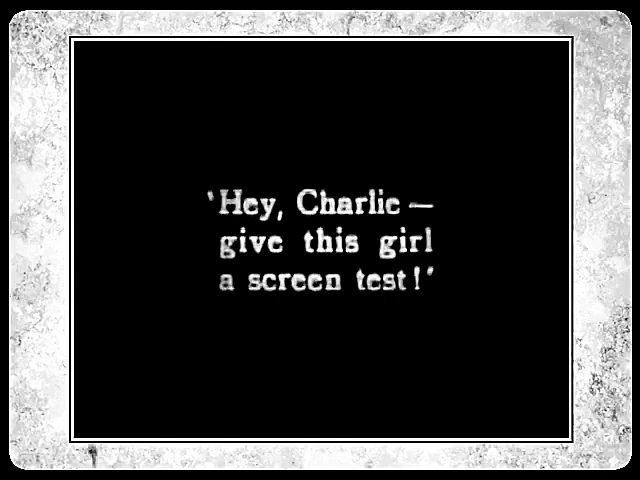 'Hey, Charlie —
give this girl
a screen test!'